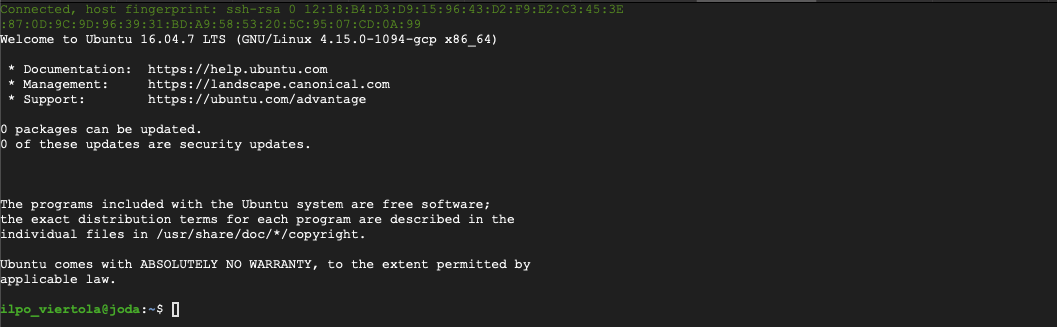 Connected, host fingerprint: ssh-rsa 0 12:18:B4:D3:D9:15:96:43:D2:F9:E2:C3:45:3E
:87:0D:9C:9D:96:39:31:BD:A9:58:53:20:5C:95:07:CD:0A:99
Welcome to Ubuntu 16.04.7 LTS (GNU/Linux 4.15.0-1094-gcp x86_64)
* Documentation:  https://help.ubuntu.com
* Management:     https://landscape.canonical.com
* Support:        https://ubuntu.com/advantage
0 packages can be updated.
0 of these updates are security updates.
The programs included with the Ubuntu system are free software;
the exact distribution terms for each program are described in the
individual files in /usr/share/doc/*/copyright.
Ubuntu comes with ABSOLUTELY NO WARRANTY, to the extent permitted by
applicable law.
ilpo_viertola@joda:~$